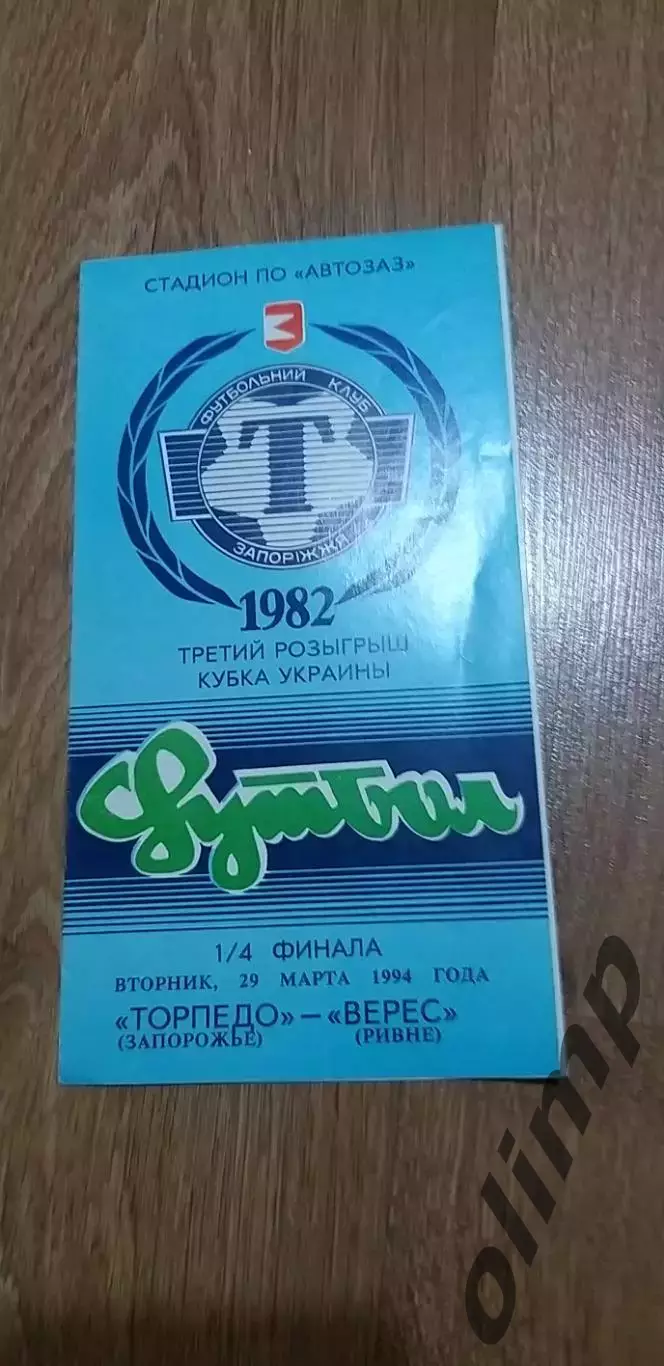 СТАДИОН ПО «АВТОЗАЗ»
ФУТБОЛЬНИЙ КЛУБ
Т
ЗАПОРІЖЖЯ
1982
ТРЕТИЙ РОЗЫГРЫШ
КУБКА УКРАИНЫ
Футбол
1/4 ФИНАЛА
ВТОРНИК, 29 МАРТА 1994 ГОДА
«ТОРПЕДО» — «ВЕРЕС»
(ЗАПОРОЖЬЕ) (РИВНЕ)
olimp